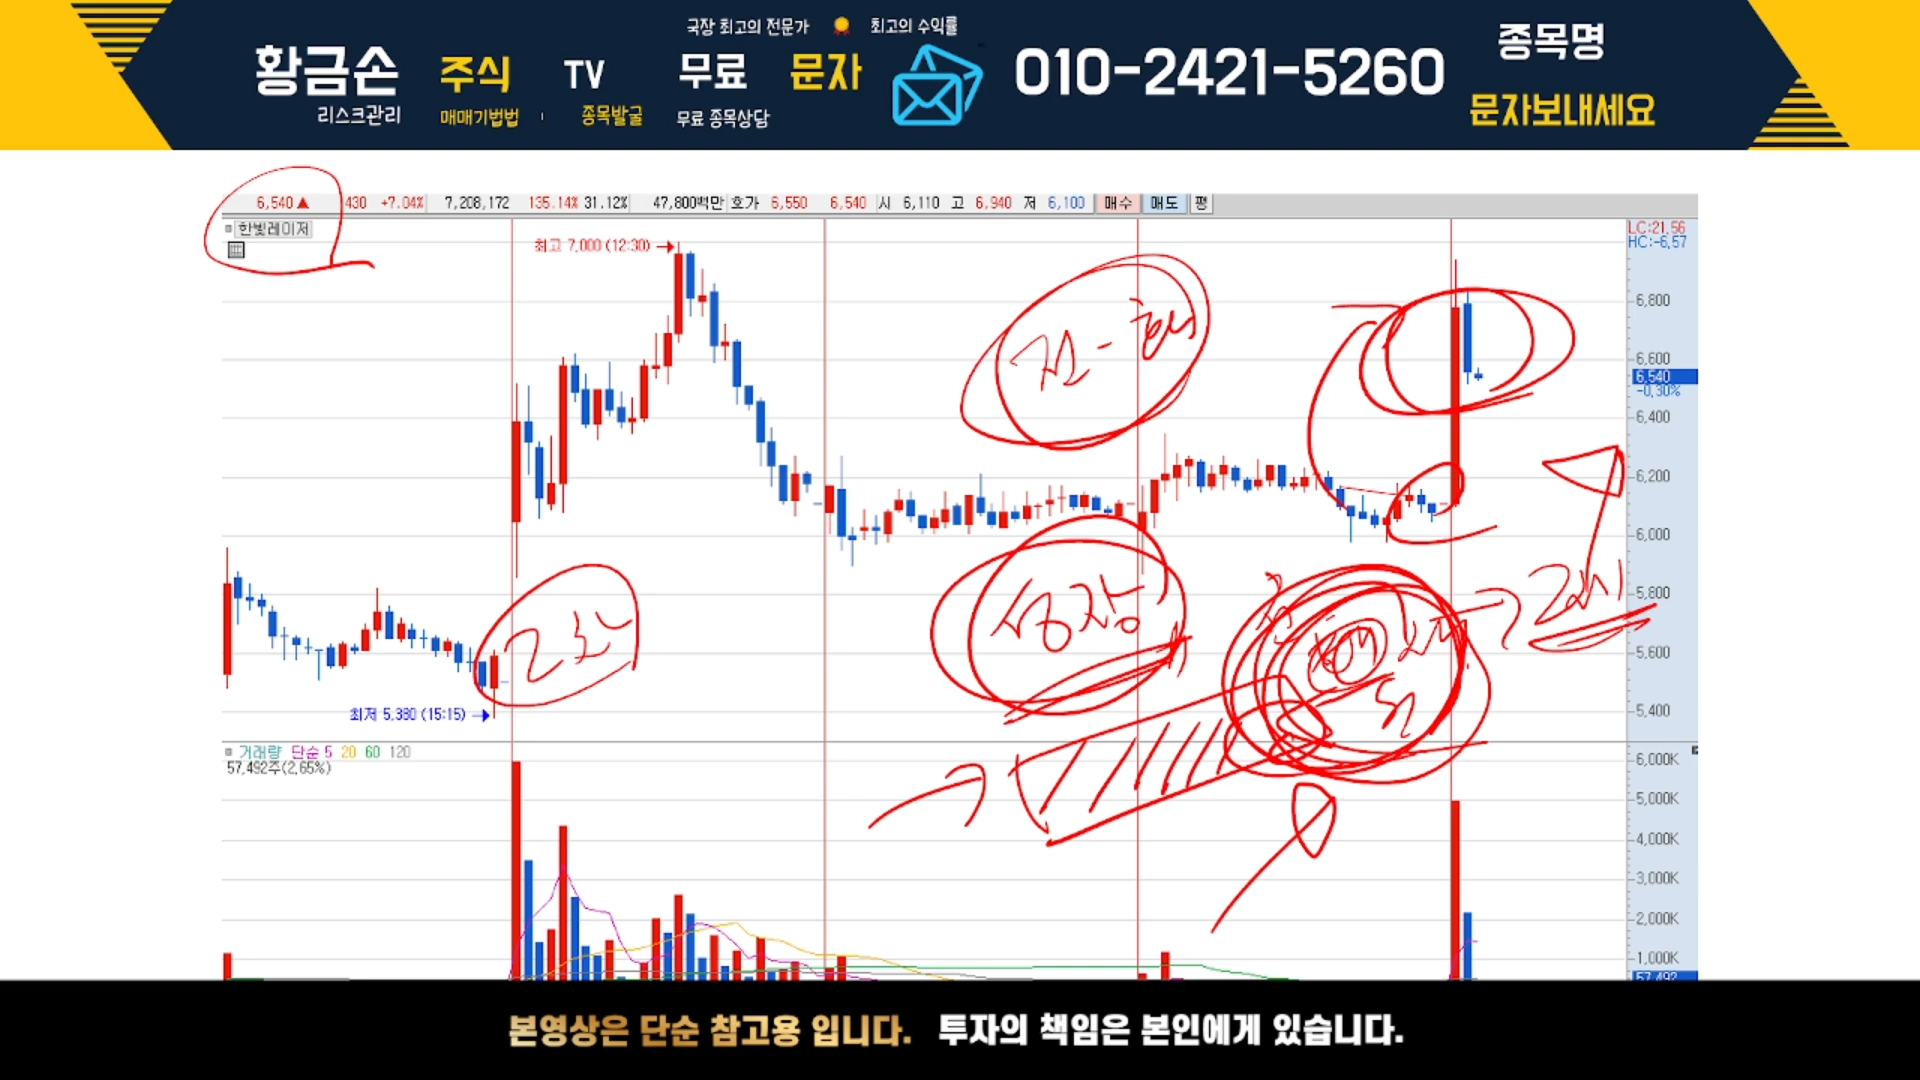 국장 최고의 전문가 최고의 수익률
황금손 주식 TV 무료 문자 010-2421-5260 종목명
리스크관리 매매기법법 종목발굴 무료 종목상담 문자보내세요
6,540 ▲ 430 +7.04% 7,208,172 135.14% 31.12% 47,800백만 호가 6,550 6,540 시 6,110 고 6,940 저 6,100 매수 매도 평
한빛레이저
LC:21.56
HC:-6.57
최고 7,000 (12:30) →
6,800
6,600
6,540
-0.30%
6,400
6,200
6,000
5,800
5,600
5,400
최저 5,380 (15:15) →
거래량 단순 5 20 60 120
57,492주(2.65%)
6,000K
5,000K
4,000K
3,000K
2,000K
1,000K
57,492
본영상은 단순 참고용 입니다. 투자의 책임은 본인에게 있습니다.